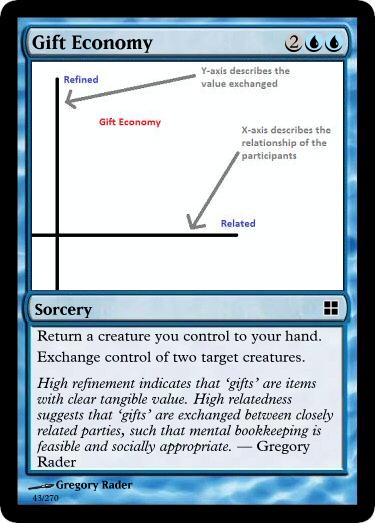 Gift Economy 2
Refined
Y-axis describes the
value exchanged
Gift Economy
X-axis describes the
relationship of the
participants
Related
Sorcery
Return a creature you control to your hand.
Exchange control of two target creatures.
High refinement indicates that ‘gifts’ are items
with clear tangible value. High relatedness
suggests that ‘gifts’ are exchanged between closely
related parties, such that mental bookkeeping is
feasible and socially appropriate. — Gregory
Rader
Gregory Rader
43/270